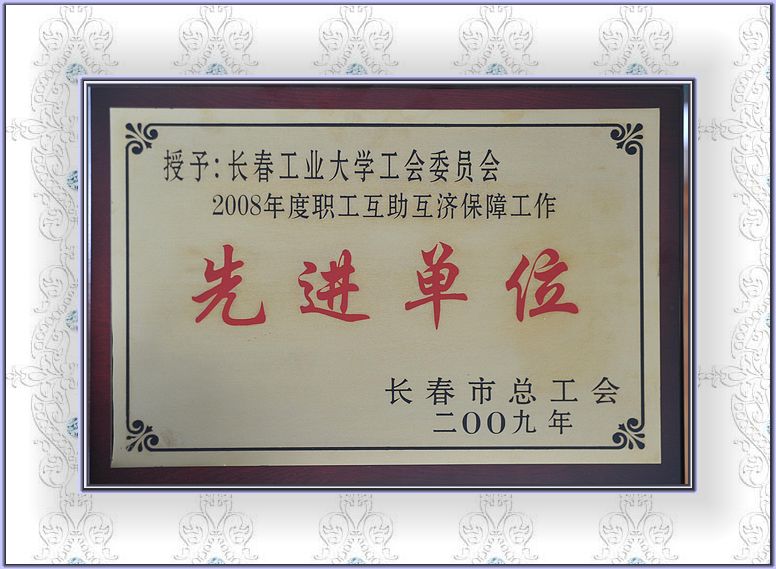 授予：长春工业大学工会委员会
2008年度职工互助互济保障工作
先进单位
长春市总工会
二OO九年